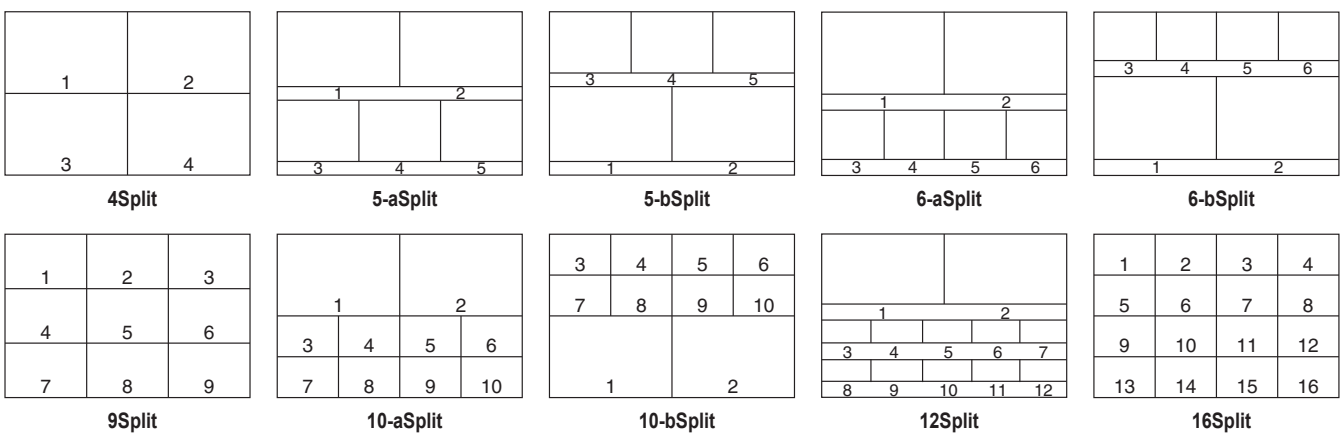 1 2
3 4
4Split
1 2
3 4 5
5-aSplit
3 4 5
1 2
5-bSplit
1 2
3 4 5 6
6-aSplit
3 4 5 6
1 2
6-bSplit
1 2 3
4 5 6
7 8 9
9Split
1 2
3 4 5 6
7 8 9 10
10-aSplit
3 4 5 6
7 8 9 10
1 2
10-bSplit
1 2
3 4 5 6 7
8 9 10 11 12
12Split
1 2 3 4
5 6 7 8
9 10 11 12
13 14 15 16
16Split